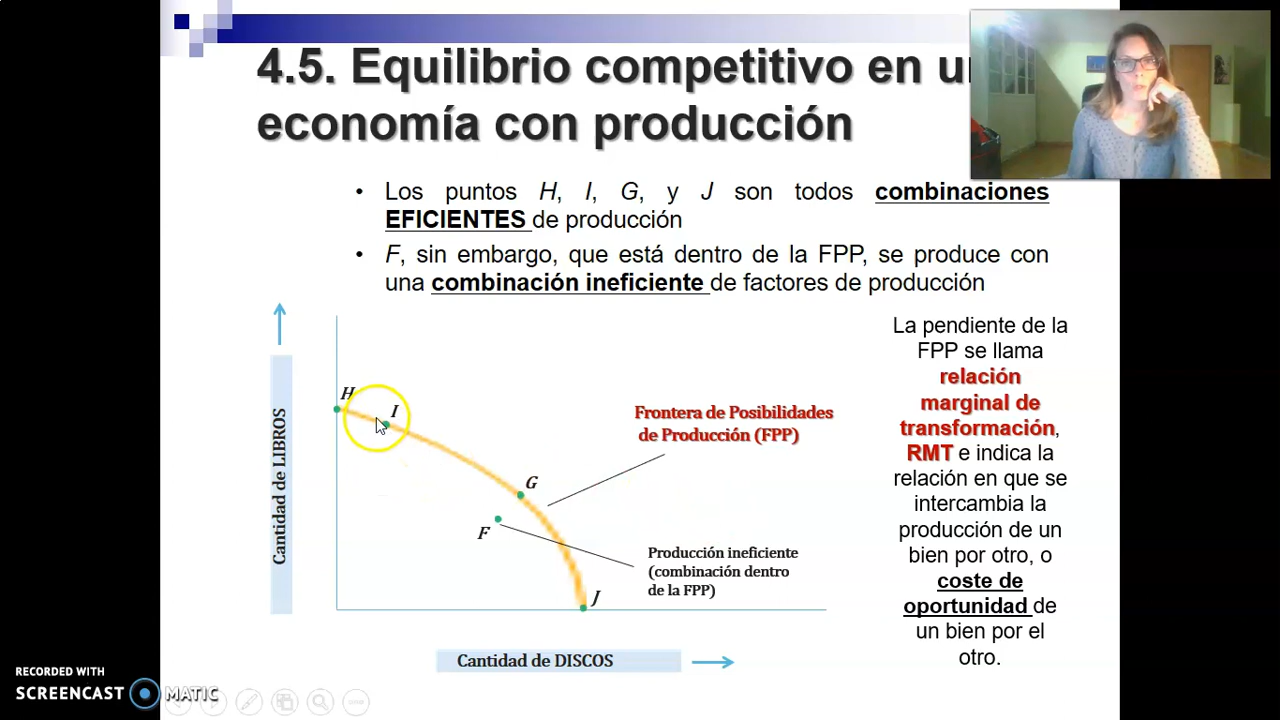 4.5. Equilibrio competitivo en
economía con producción
• Los puntos H, I, G, y J son todos combinaciones
EFICIENTES de producción
• F, sin embargo, que está dentro de la FPP, se produce con
una combinación ineficiente de factores de producción
Cantidad de LIBROS
H
I
G
F
J
Frontera de Posibilidades
de Producción (FPP)
Producción ineficiente
(combinación dentro
de la FPP)
Cantidad de DISCOS
La pendiente de la
FPP se llama
relación
marginal de
transformación,
RMT e indica la
relación en que se
intercambia la
producción de un
bien por otro, o
coste de
oportunidad de
un bien por el
otro.
RECORDED WITH
SCREENCAST MATIC